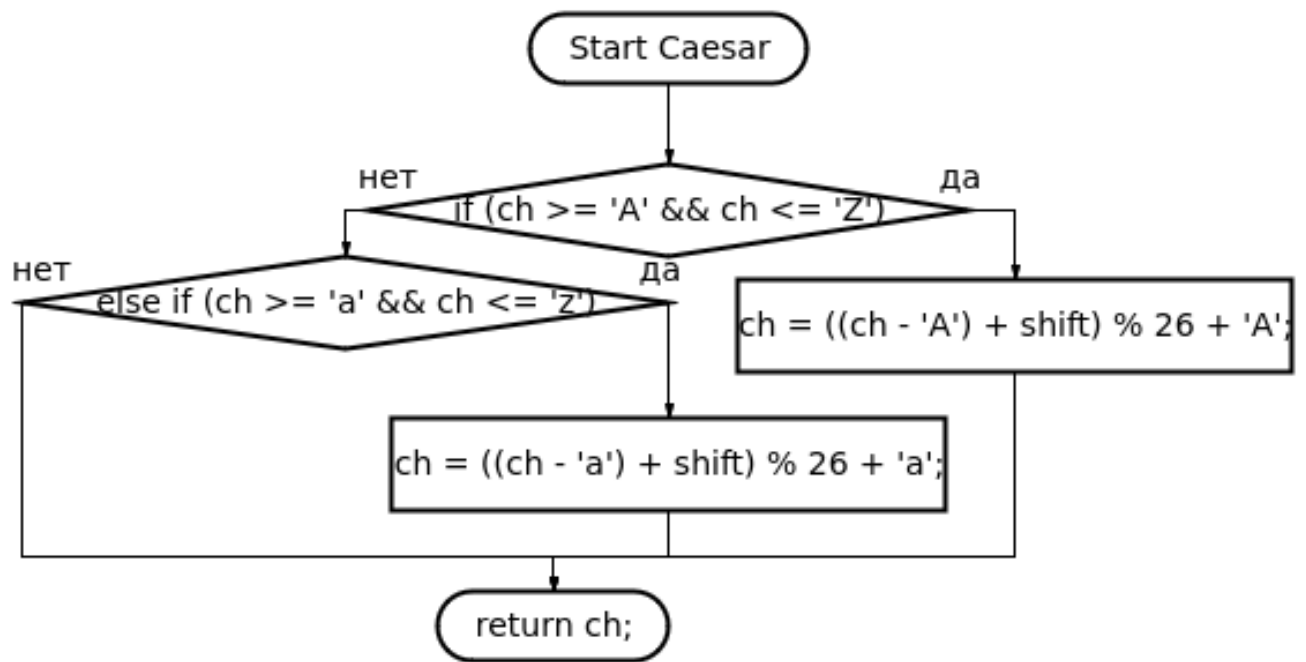 Start Caesar
нет
да
if (ch >= 'A' && ch <= 'Z')
нет
да
else if (ch >= 'a' && ch <= 'z')
ch = ((ch - 'A') + shift) % 26 + 'A';
ch = ((ch - 'a') + shift) % 26 + 'a';
return ch;